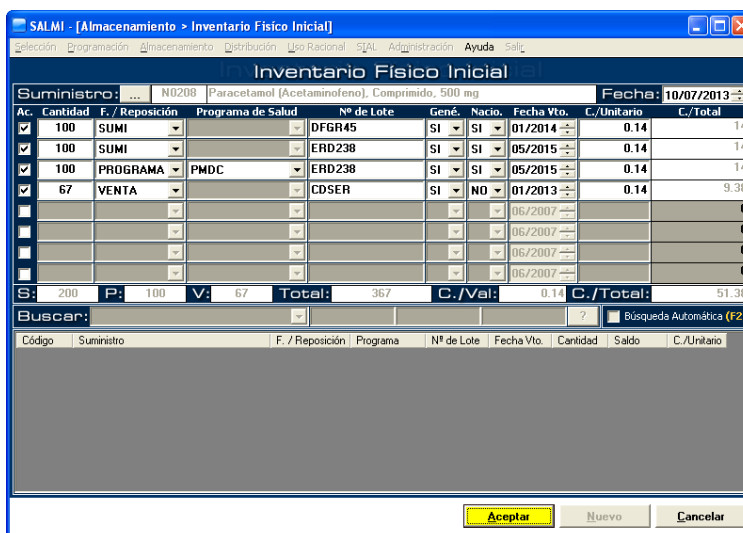 SALMI - [Almacenamiento > Inventario Físico Inicial]
Selección Programación Almacenamiento Distribución Uso Racional SIAL Administración Ayuda Salir
Inventario Físico Inicial
Suministro: ... N0208 Paracetamol (Acetaminofeno), Comprimido, 500 mg Fecha: 10/07/2013
Ac. Cantidad F. / Reposición Programa de Salud Nº de Lote Gené. Nacio. Fecha Vto. C./Unitario C./Total
100 SUMI DFGR45 SI SI 01/2014 0.14 14
100 SUMI ERD238 SI SI 05/2015 0.14 14
100 PROGRAMA PMDC ERD238 SI SI 05/2015 0.14 14
67 VENTA CDSER SI NO 01/2013 0.14 9.38
06/2007 0
06/2007 0
06/2007 0
06/2007 0
S: 200 P: 100 V: 67 Total: 367 C./Val: 0.14 C./Total: 51.38
Buscar: ? Búsqueda Automática (F2
Código Suministro F. / Reposición Programa Nº de Lote Fecha Vto. Cantidad Saldo C./Unitario
Aceptar Nuevo Cancelar